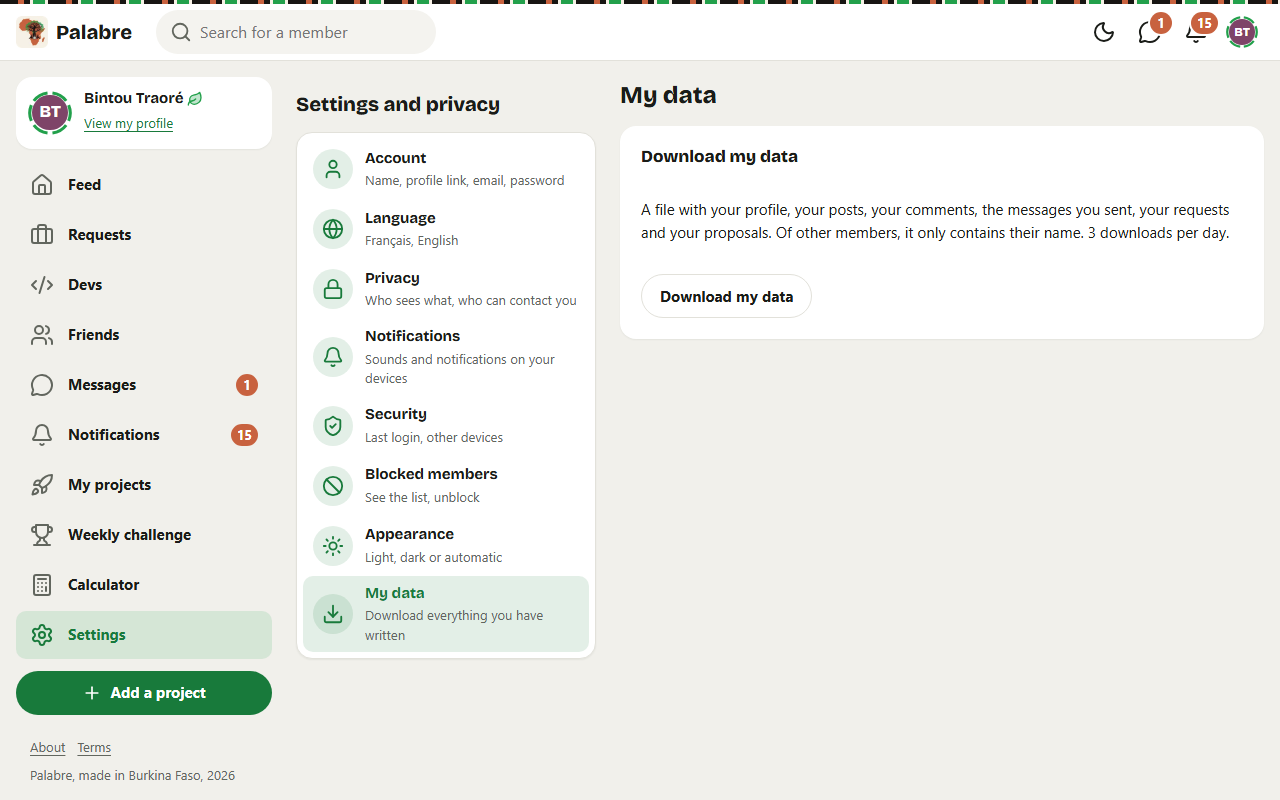 Palabre
Search for a member
1
15
BT
BT
Bintou Traoré
View my profile
Feed
Requests
Devs
Friends
Messages
1
Notifications
15
My projects
Weekly challenge
Calculator
Settings
Add a project
About
Terms
Palabre, made in Burkina Faso, 2026
Settings and privacy
Account
Name, profile link, email, password
Language
Français, English
Privacy
Who sees what, who can contact you
Notifications
Sounds and notifications on your
devices
Security
Last login, other devices
Blocked members
See the list, unblock
Appearance
Light, dark or automatic
My data
Download everything you have
written
My data
Download my data
A file with your profile, your posts, your comments, the messages you sent, your requests
and your proposals. Of other members, it only contains their name. 3 downloads per day.
Download my data